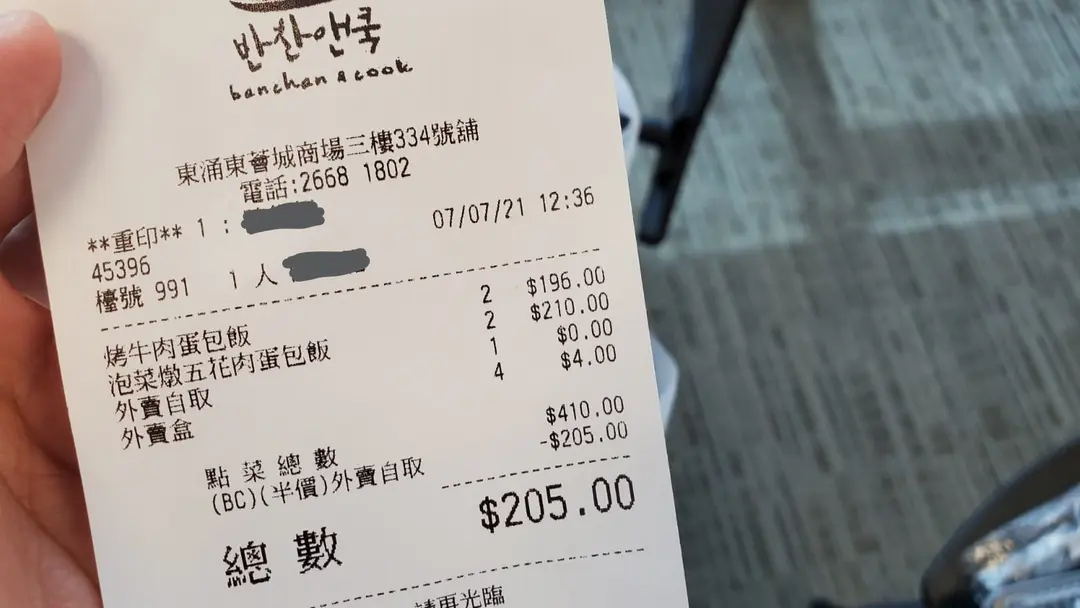 반찬앤쿡
banchan & cook
東涌東薈城商場三樓334號舖
電話:2668 1802
**重印** 1 :
07/07/21 12:36
45396
檯號 991 1 人
烤牛肉蛋包飯 2 $196.00
泡菜燉五花肉蛋包飯 2 $210.00
外賣自取 1 $0.00
外賣盒 4 $4.00
點菜總數 $410.00
(BC)(半價)外賣自取 -$205.00
總數 $205.00
請再光臨